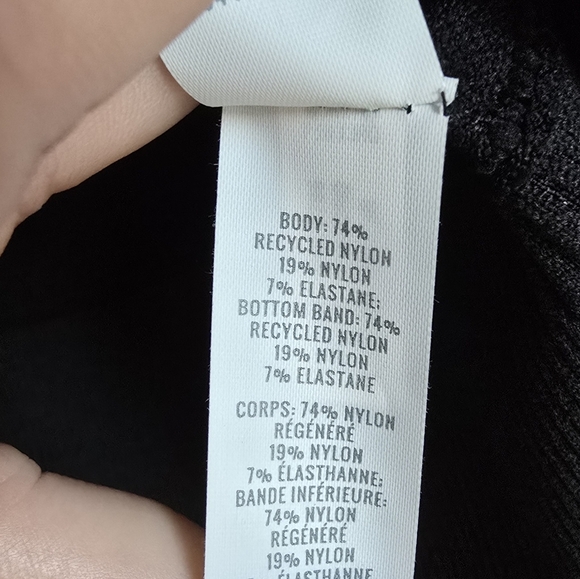 BODY: 74%
RECYCLED NYLON
19% NYLON
7% ELASTANE;
BOTTOM BAND: 74%
RECYCLED NYLON
19% NYLON
7% ELASTANE
CORPS: 74% NYLON
RÉGÉNÉRÉ
19% NYLON
7% ÉLASTHANNE;
BANDE INFÉRIEURE:
74% NYLON
RÉGÉNÉRÉ
19% NYLON
ÉLASTHANNE